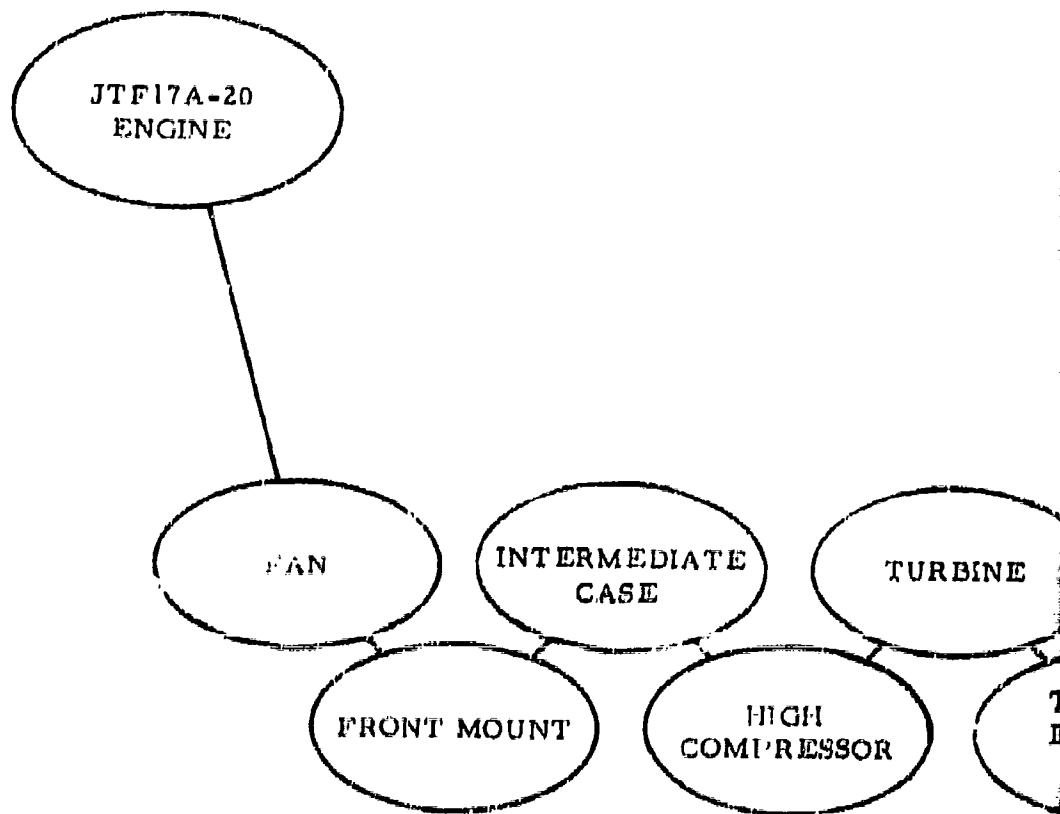 JTF17A-20
ENGINE
FAN
INTERMEDIATE
CASE
TURBINE
FRONT MOUNT
HIGH
COMPRESSOR